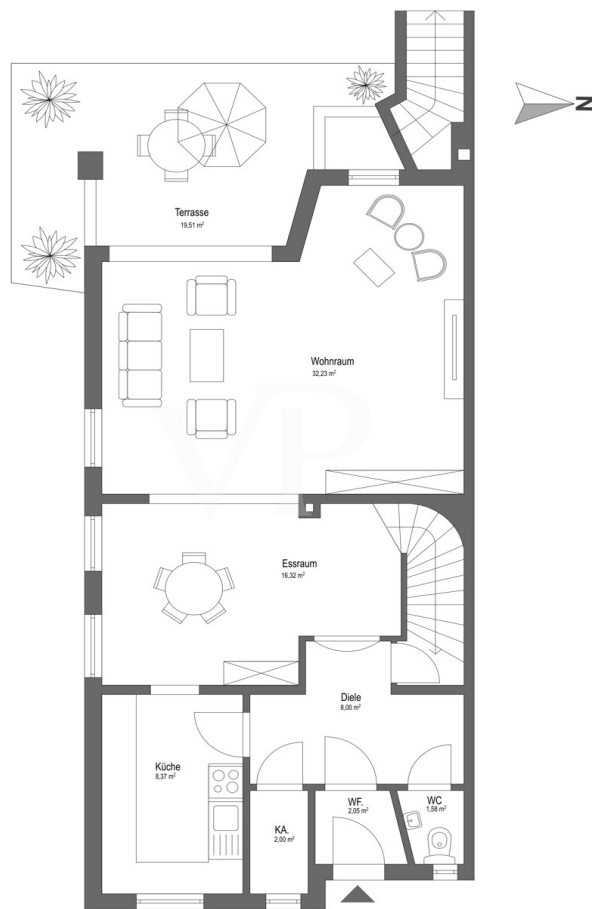 N
Terrasse
19,51 m²
Wohnraum
32,23 m²
VP
Essraum
16,32 m²
Diele
8,00 m²
Küche
8,37 m²
KA.
2,00 m²
WF.
2,05 m²
WC
1,58 m²